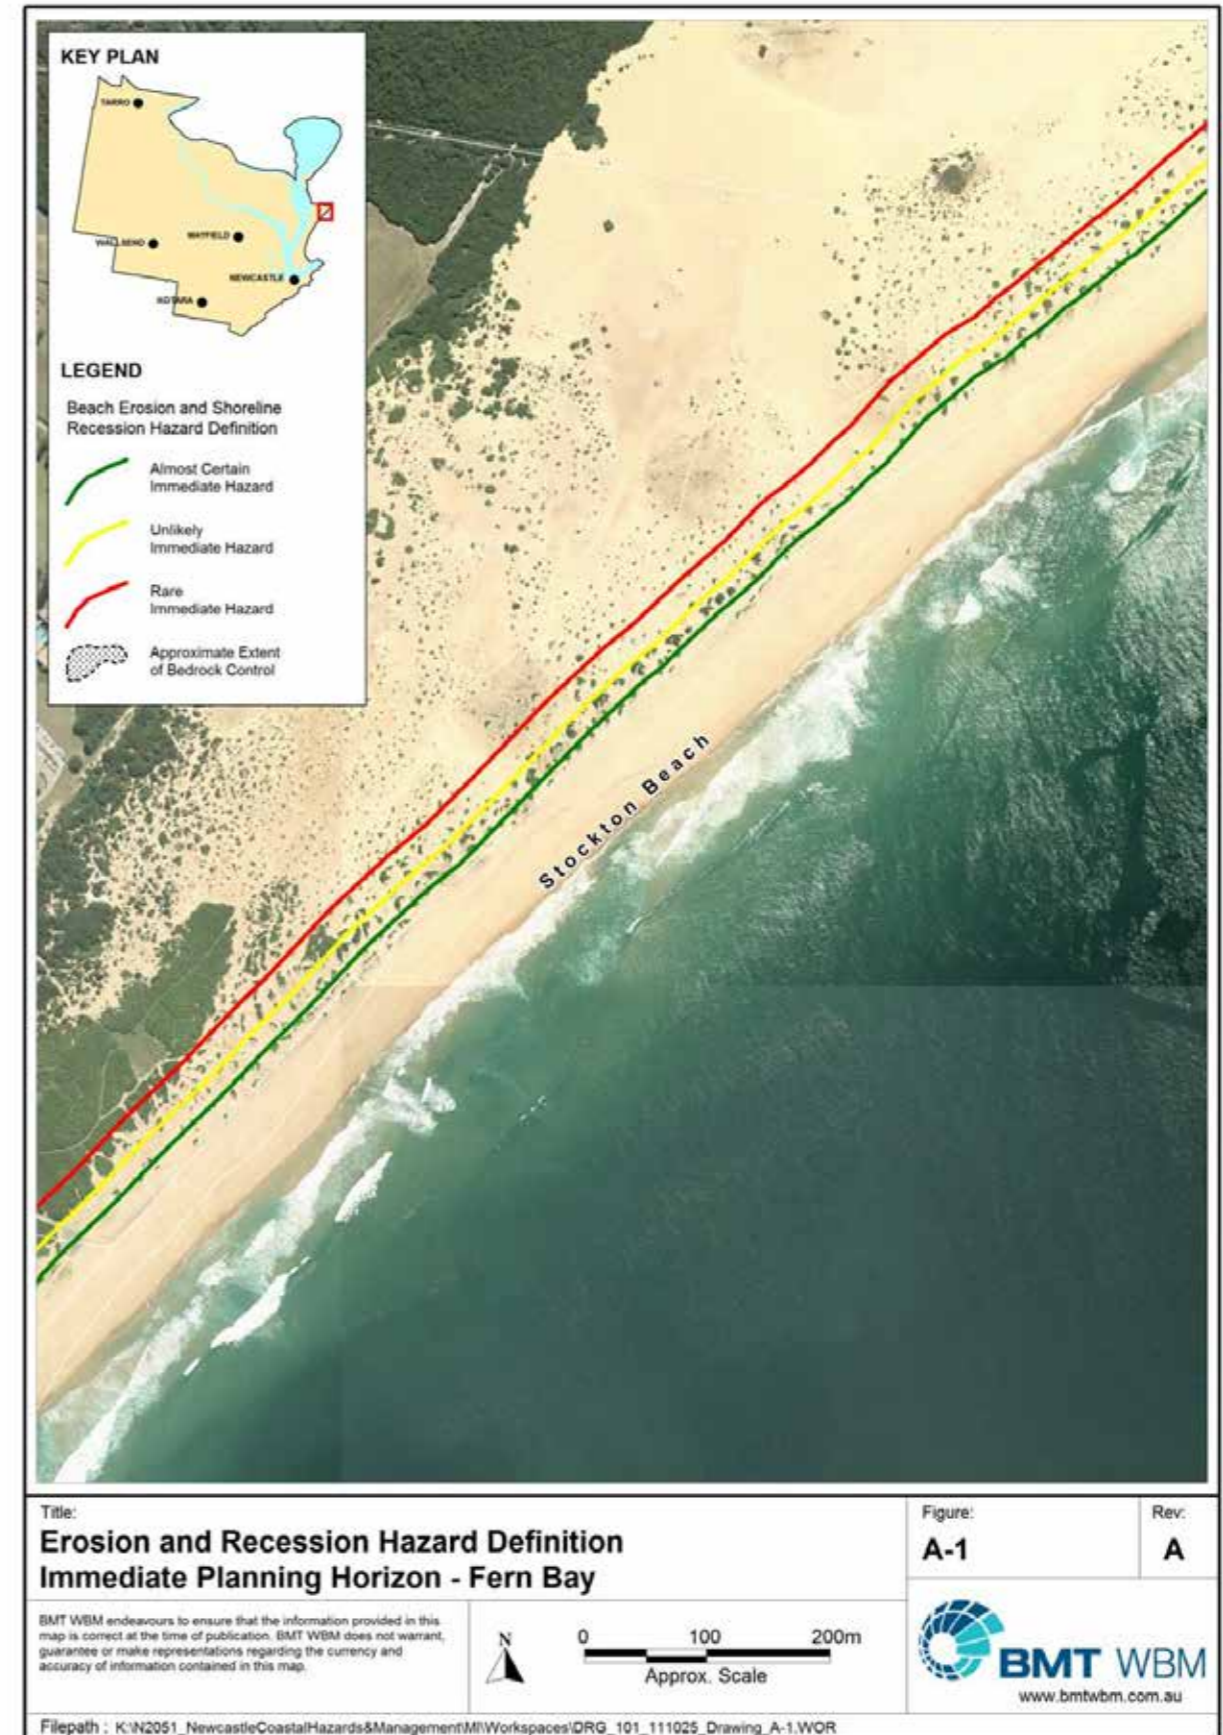 KEY PLAN
TARRO
WALLSEND
MAYFIELD
NEWCASTLE
KOTARA
LEGEND
Beach Erosion and Shoreline
Recession Hazard Definition
Almost Certain
Immediate Hazard
Unlikely
Immediate Hazard
Rare
Immediate Hazard
Approximate Extent
of Bedrock Control
Stockton Beach
Title:
Erosion and Recession Hazard Definition
Immediate Planning Horizon - Fern Bay
Figure:
A-1
Rev:
A
BMT WBM endeavours to ensure that the information provided in this
map is correct at the time of publication. BMT WBM does not warrant,
guarantee or make representations regarding the currency and
accuracy of information contained in this map.
N
0 100 200m
Approx. Scale
BMT WBM
www.bmtwbm.com.au
Filepath : K:\N2051_NewcastleCoastalHazards&Management\MI\Workspaces\DRG_101_111025_Drawing_A-1.WOR